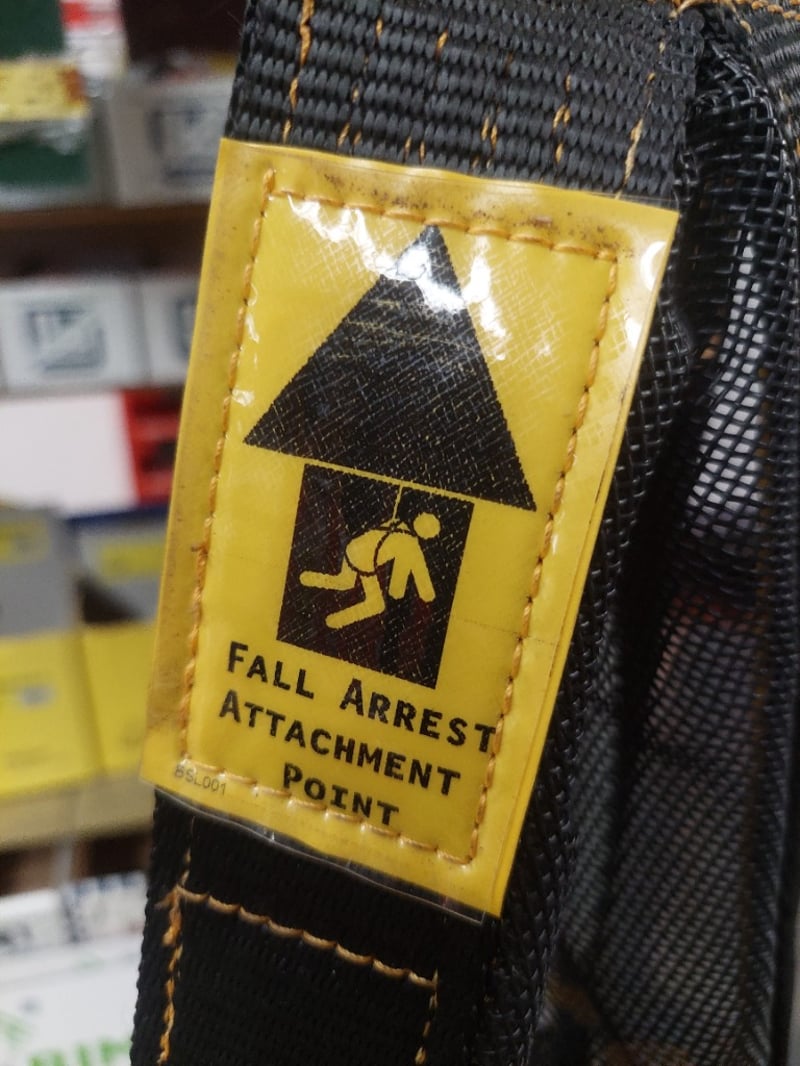 FALL ARREST
ATTACHMENT
POINT
BSL001